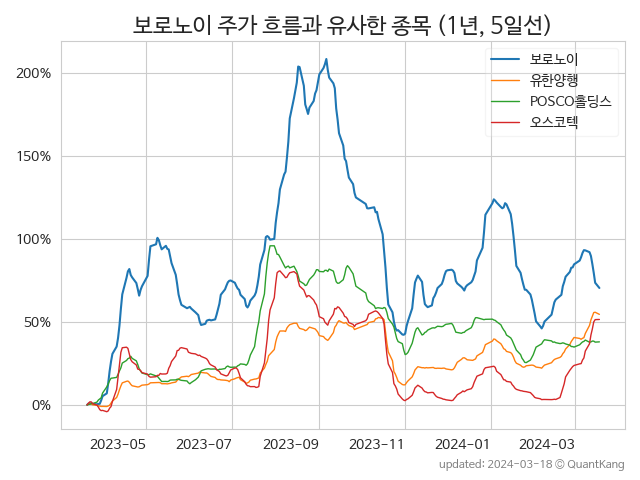 보로노이 주가 흐름과 유사한 종목 (1년, 5일선)
보로노이
유한양행
POSCO홀딩스
오스코텍
200%
150%
100%
50%
0%
2023-05 2023-07 2023-09 2023-11 2024-01 2024-03
updated: 2024-03-18 © QuantKang